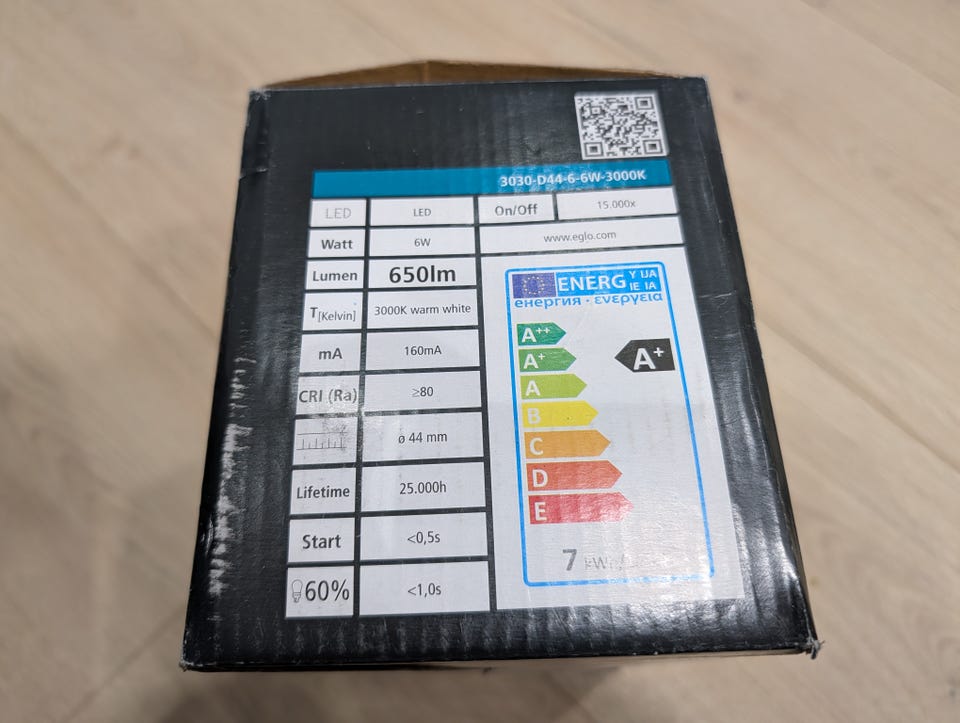 3030-D44-6-6W-3000K
LED LED On/Off 15.000x
Watt 6W www.eglo.com
Lumen 650lm
T[Kelvin] 3000K warm white
mA 160mA
CRI (Ra) ≥80
ø 44 mm
Lifetime 25.000h
Start <0,5s
60% <1,0s
ENERG Y IJA
IE IA
енергия · ενεργεια
A++
A+
A+
A
B
C
D
E
7